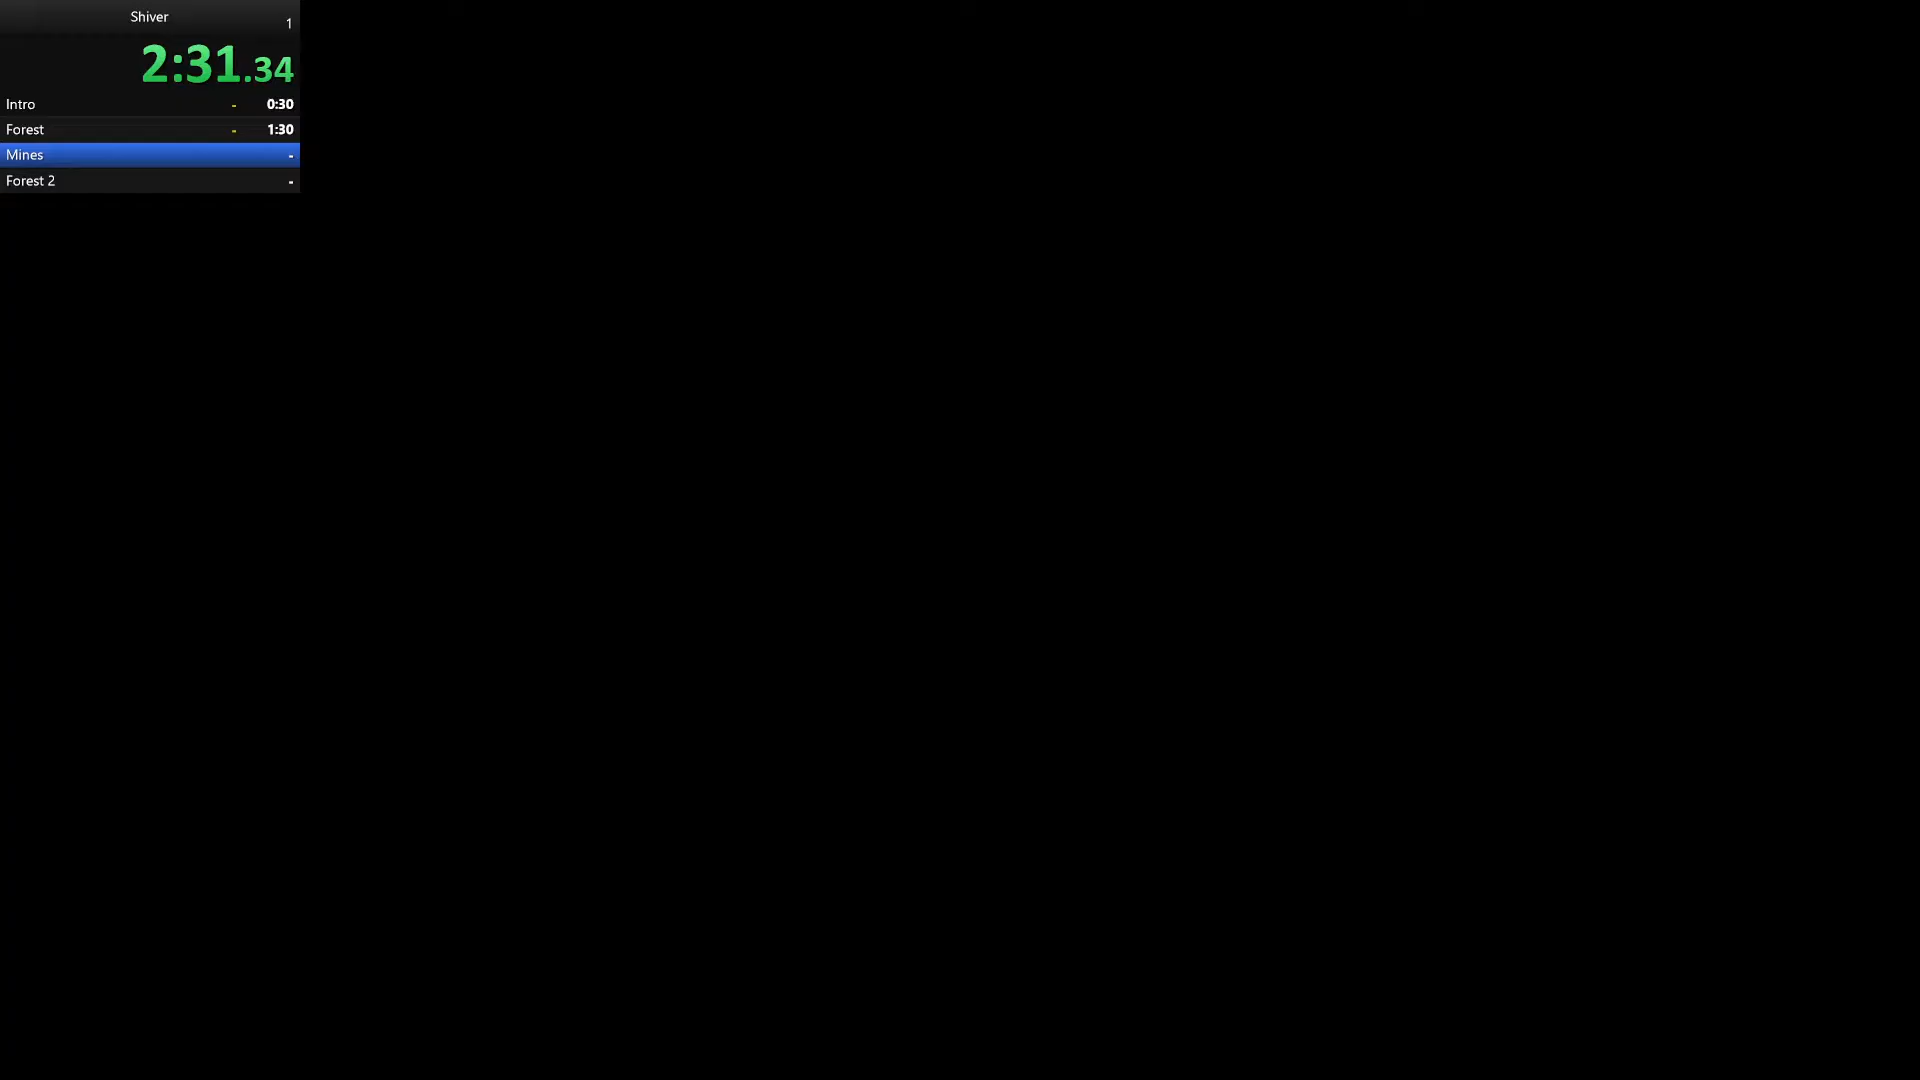 Shiver
1
2:31.34
Intro - 0:30
Forest - 1:30
Mines -
Forest 2 -